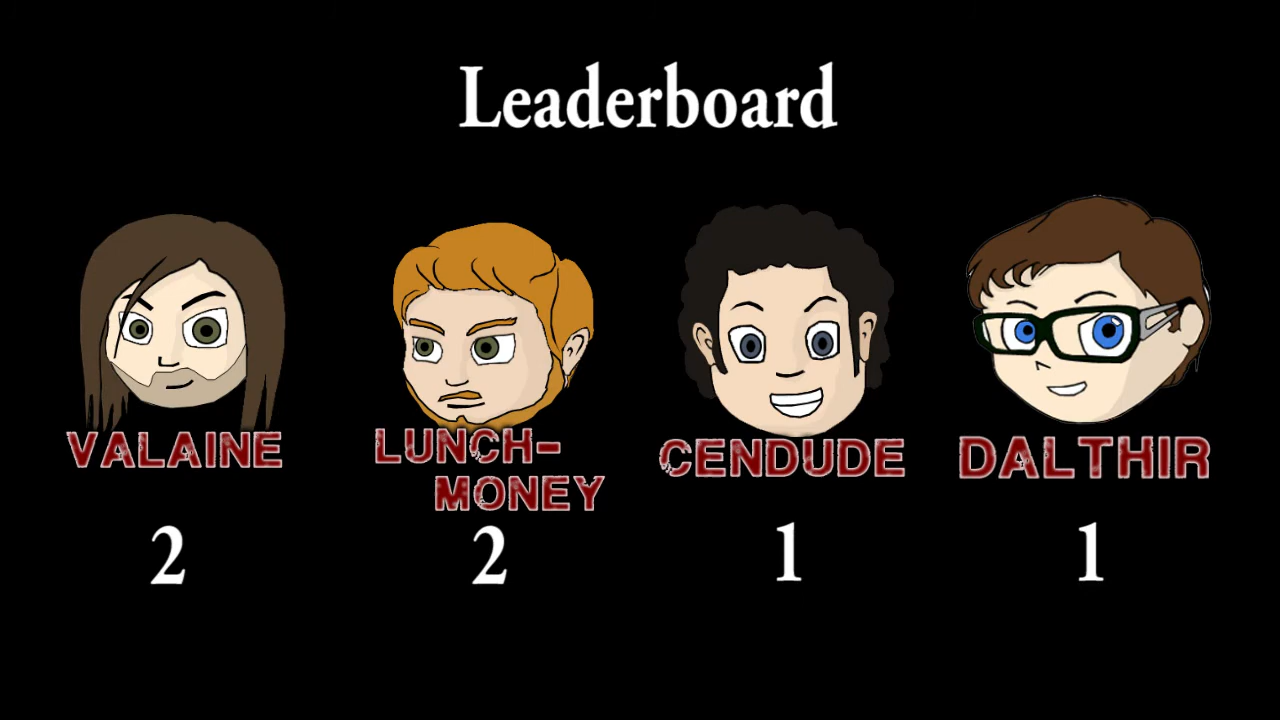 Leaderboard
VALAINE
LUNCH-
MONEY
CENDUDE
DALTHIR
2 2 1 1